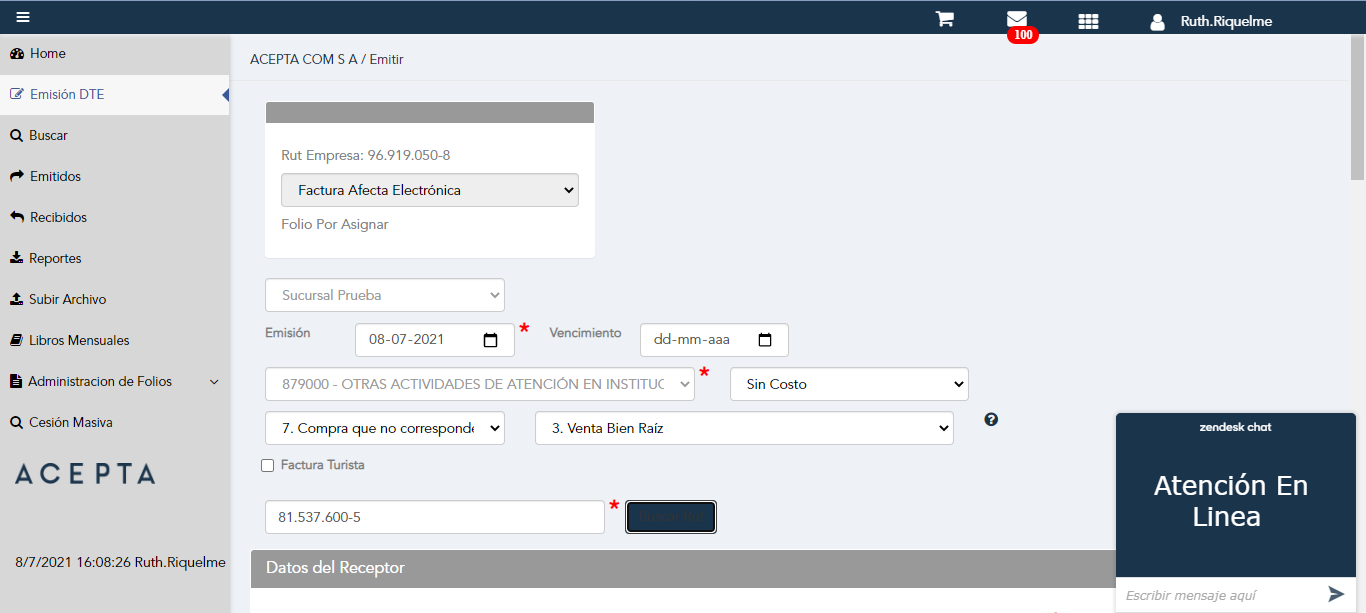 100
Ruth.Riquelme
Home
Emisión DTE
Buscar
Emitidos
Recibidos
Reportes
Subir Archivo
Libros Mensuales
Administracion de Folios
Cesión Masiva
ACEPTA
8/7/2021 16:08:26 Ruth.Riquelme
ACEPTA COM S A / Emitir
Rut Empresa: 96.919.050-8
Factura Afecta Electrónica
Folio Por Asignar
Sucursal Prueba
Emisión 08-07-2021 * Vencimiento dd-mm-aaa
879000 - OTRAS ACTIVIDADES DE ATENCIÓN EN INSTITUC * Sin Costo
7. Compra que no corresponde 3. Venta Bien Raíz ?
Factura Turista
81.537.600-5 *
Datos del Receptor
zendesk chat
Atención En
Linea
Escribir mensaje aquí